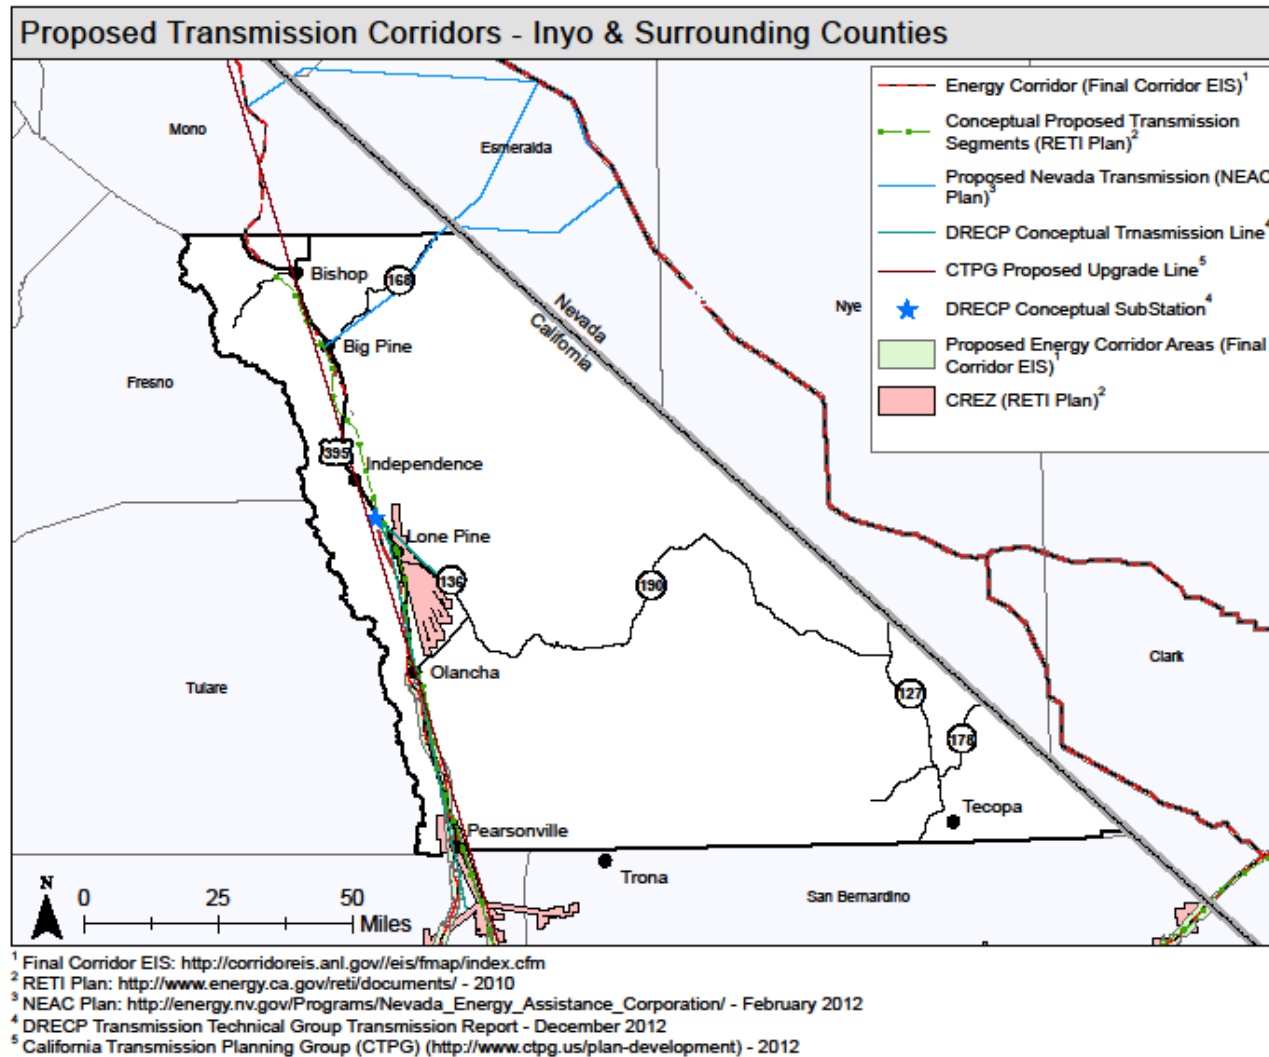 Proposed Transmission Corridors - Inyo & Surrounding Counties
Energy Corridor (Final Corridor EIS)1
Conceptual Proposed Transmission
Segments (RETI Plan)2
Proposed Nevada Transmission (NEAC
Plan)3
DRECP Conceptual Trnasmission Line4
CTPG Proposed Upgrade Line5
DRECP Conceptual SubStation4
Proposed Energy Corridor Areas (Final
Corridor EIS)1
CREZ (RETI Plan)2
Mono
Esmeralda
Bishop
168
Nevada
California
Nye
Big Pine
Fresno
395
Independence
Lone Pine
136
190
Clark
Olancha
Tulare
127
178
Tecopa
Pearsonville
Trona
San Bernardino
N
0 25 50
Miles
1 Final Corridor EIS: http://corridoreis.anl.gov//eis/fmap/index.cfm
2 RETI Plan: http://www.energy.ca.gov/reti/documents/ - 2010
3 NEAC Plan: http://energy.nv.gov/Programs/Nevada_Energy_Assistance_Corporation/ - February 2012
4 DRECP Transmission Technical Group Transmission Report - December 2012
5 California Transmission Planning Group (CTPG) (http://www.ctpg.us/plan-development) - 2012